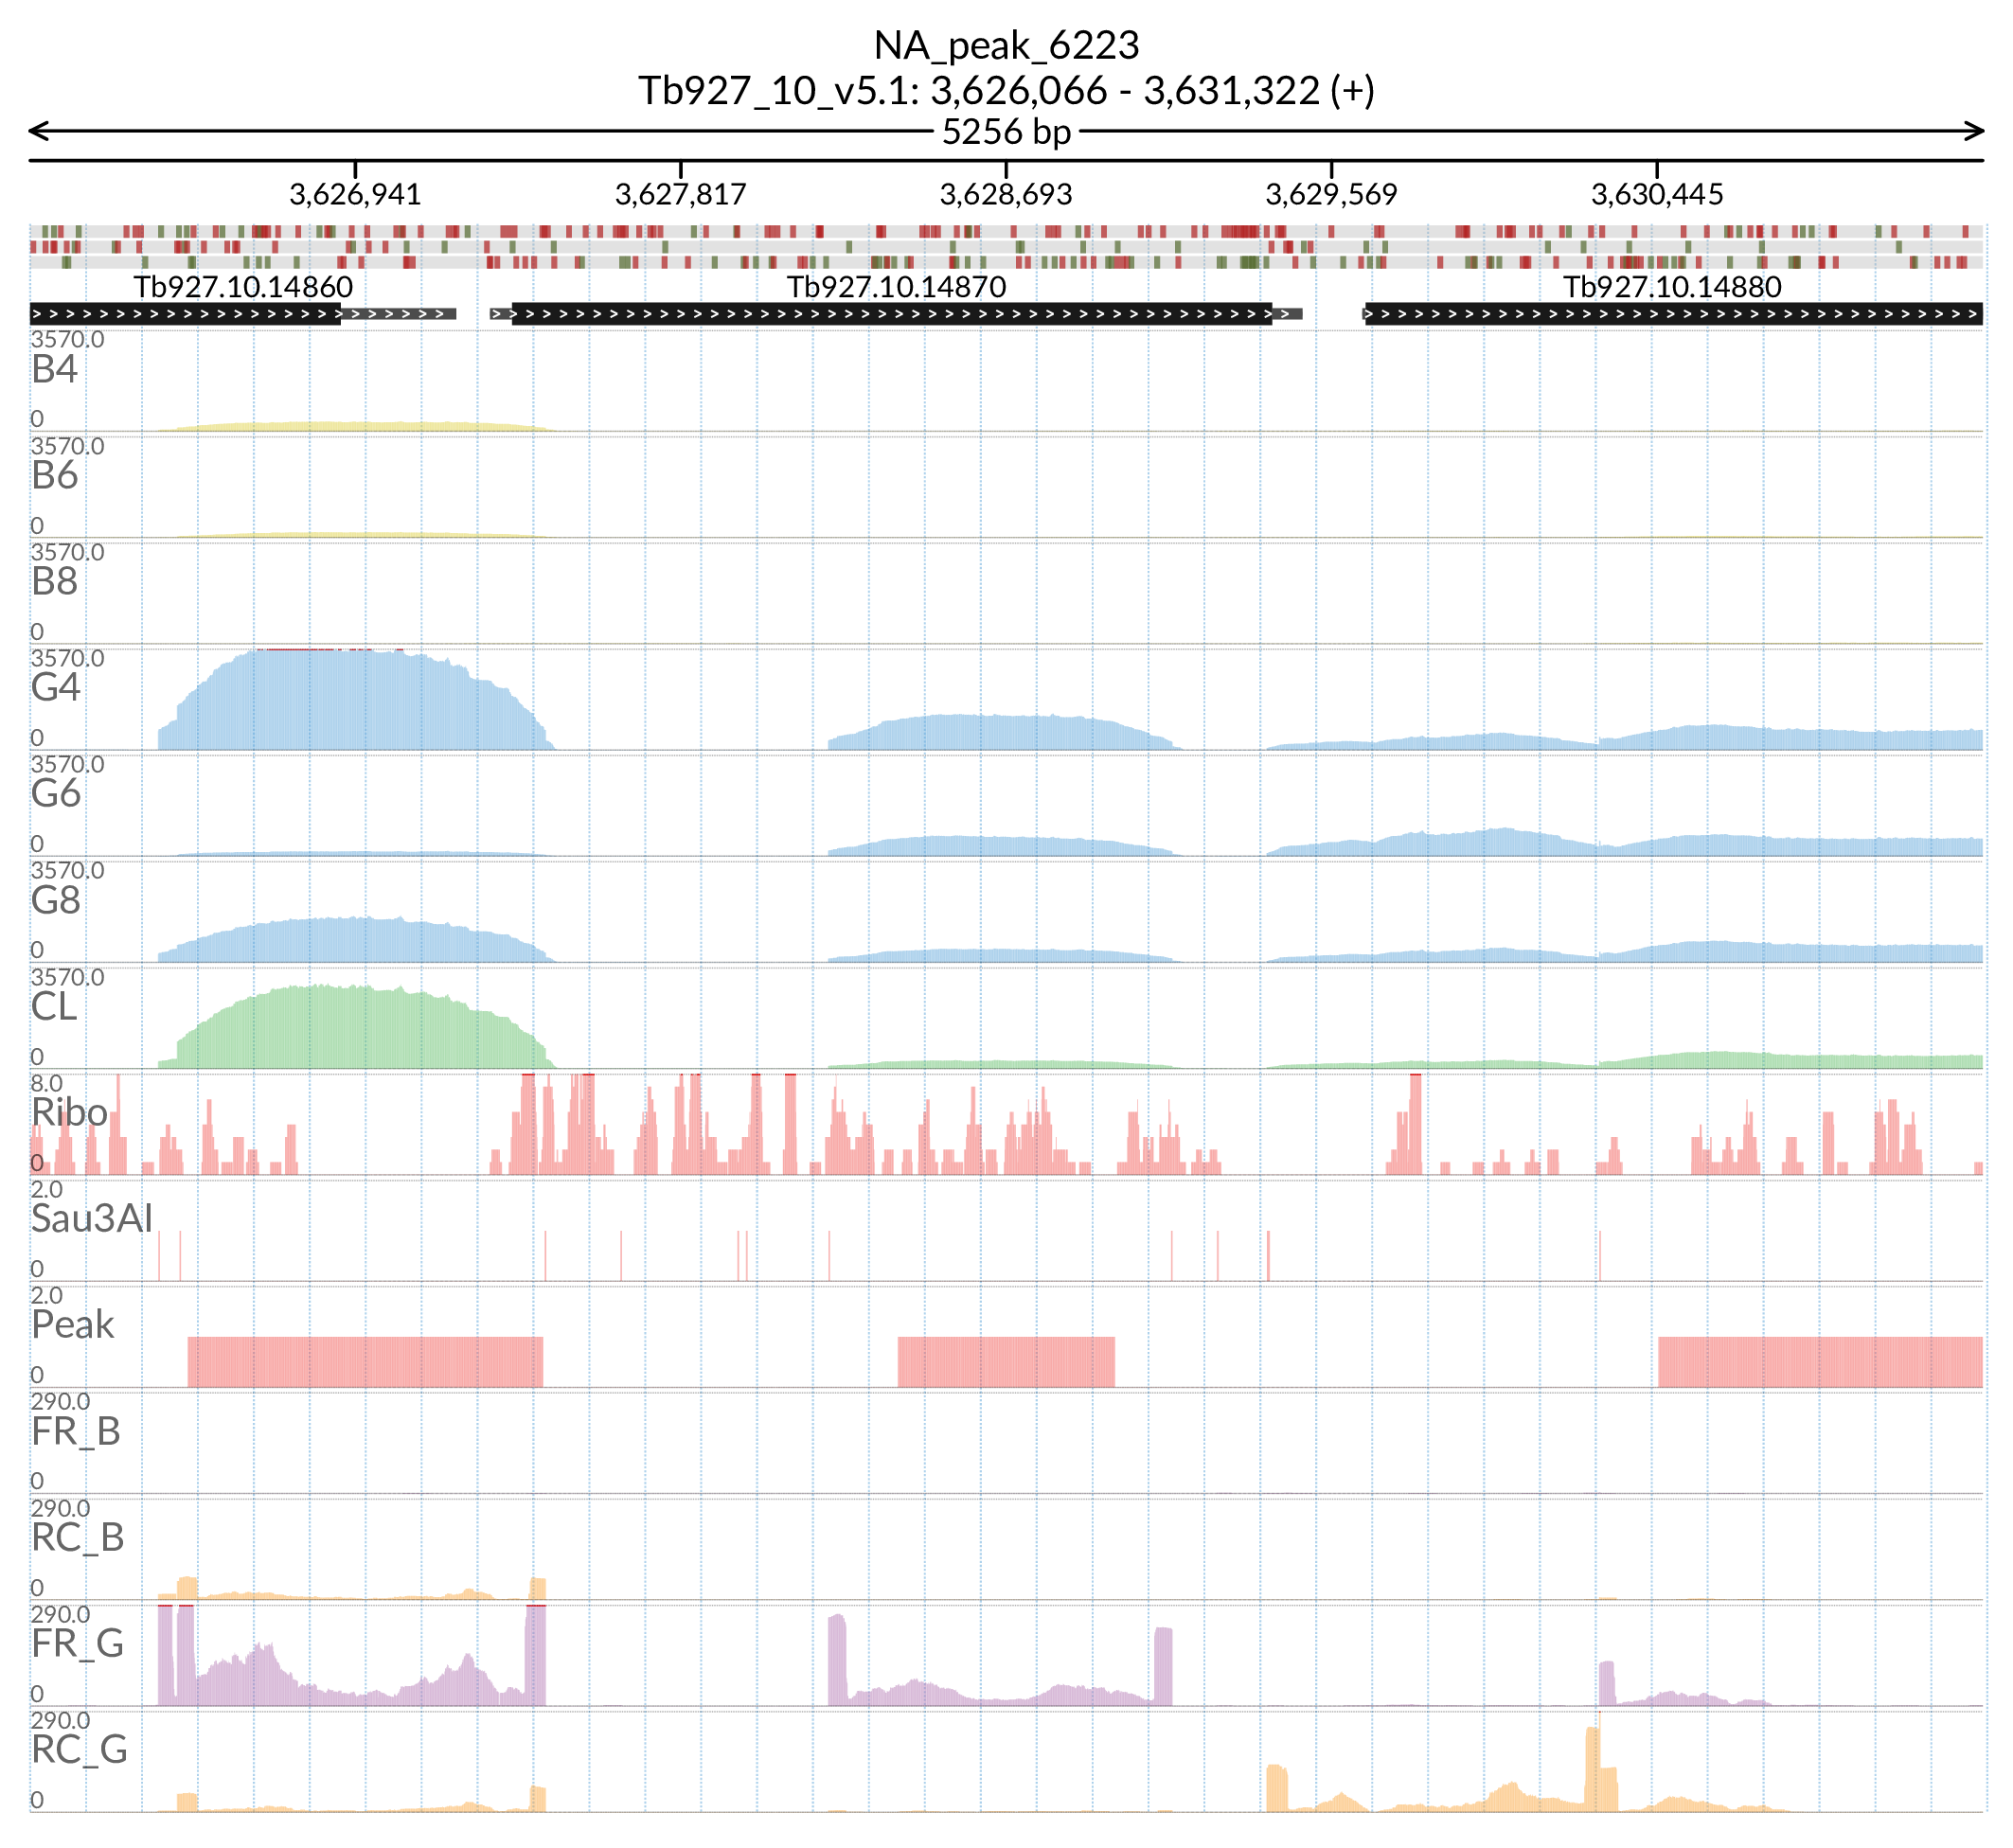 NA_peak_6223
Tb927_10_v5.1: 3,626,066 - 3,631,322 (+)
5256 bp
3,626,941 3,627,817 3,628,693 3,629,569 3,630,445
Tb927.10.14860 Tb927.10.14870 Tb927.10.14880
3570.0
B4
0
3570.0
B6
0
3570.0
B8
0
3570.0
G4
0
3570.0
G6
0
3570.0
G8
0
3570.0
CL
0
8.0
Ribo
0
2.0
Sau3AI
0
2.0
Peak
0
290.0
FR_B
0
290.0
RC_B
0
290.0
FR_G
0
290.0
RC_G
0